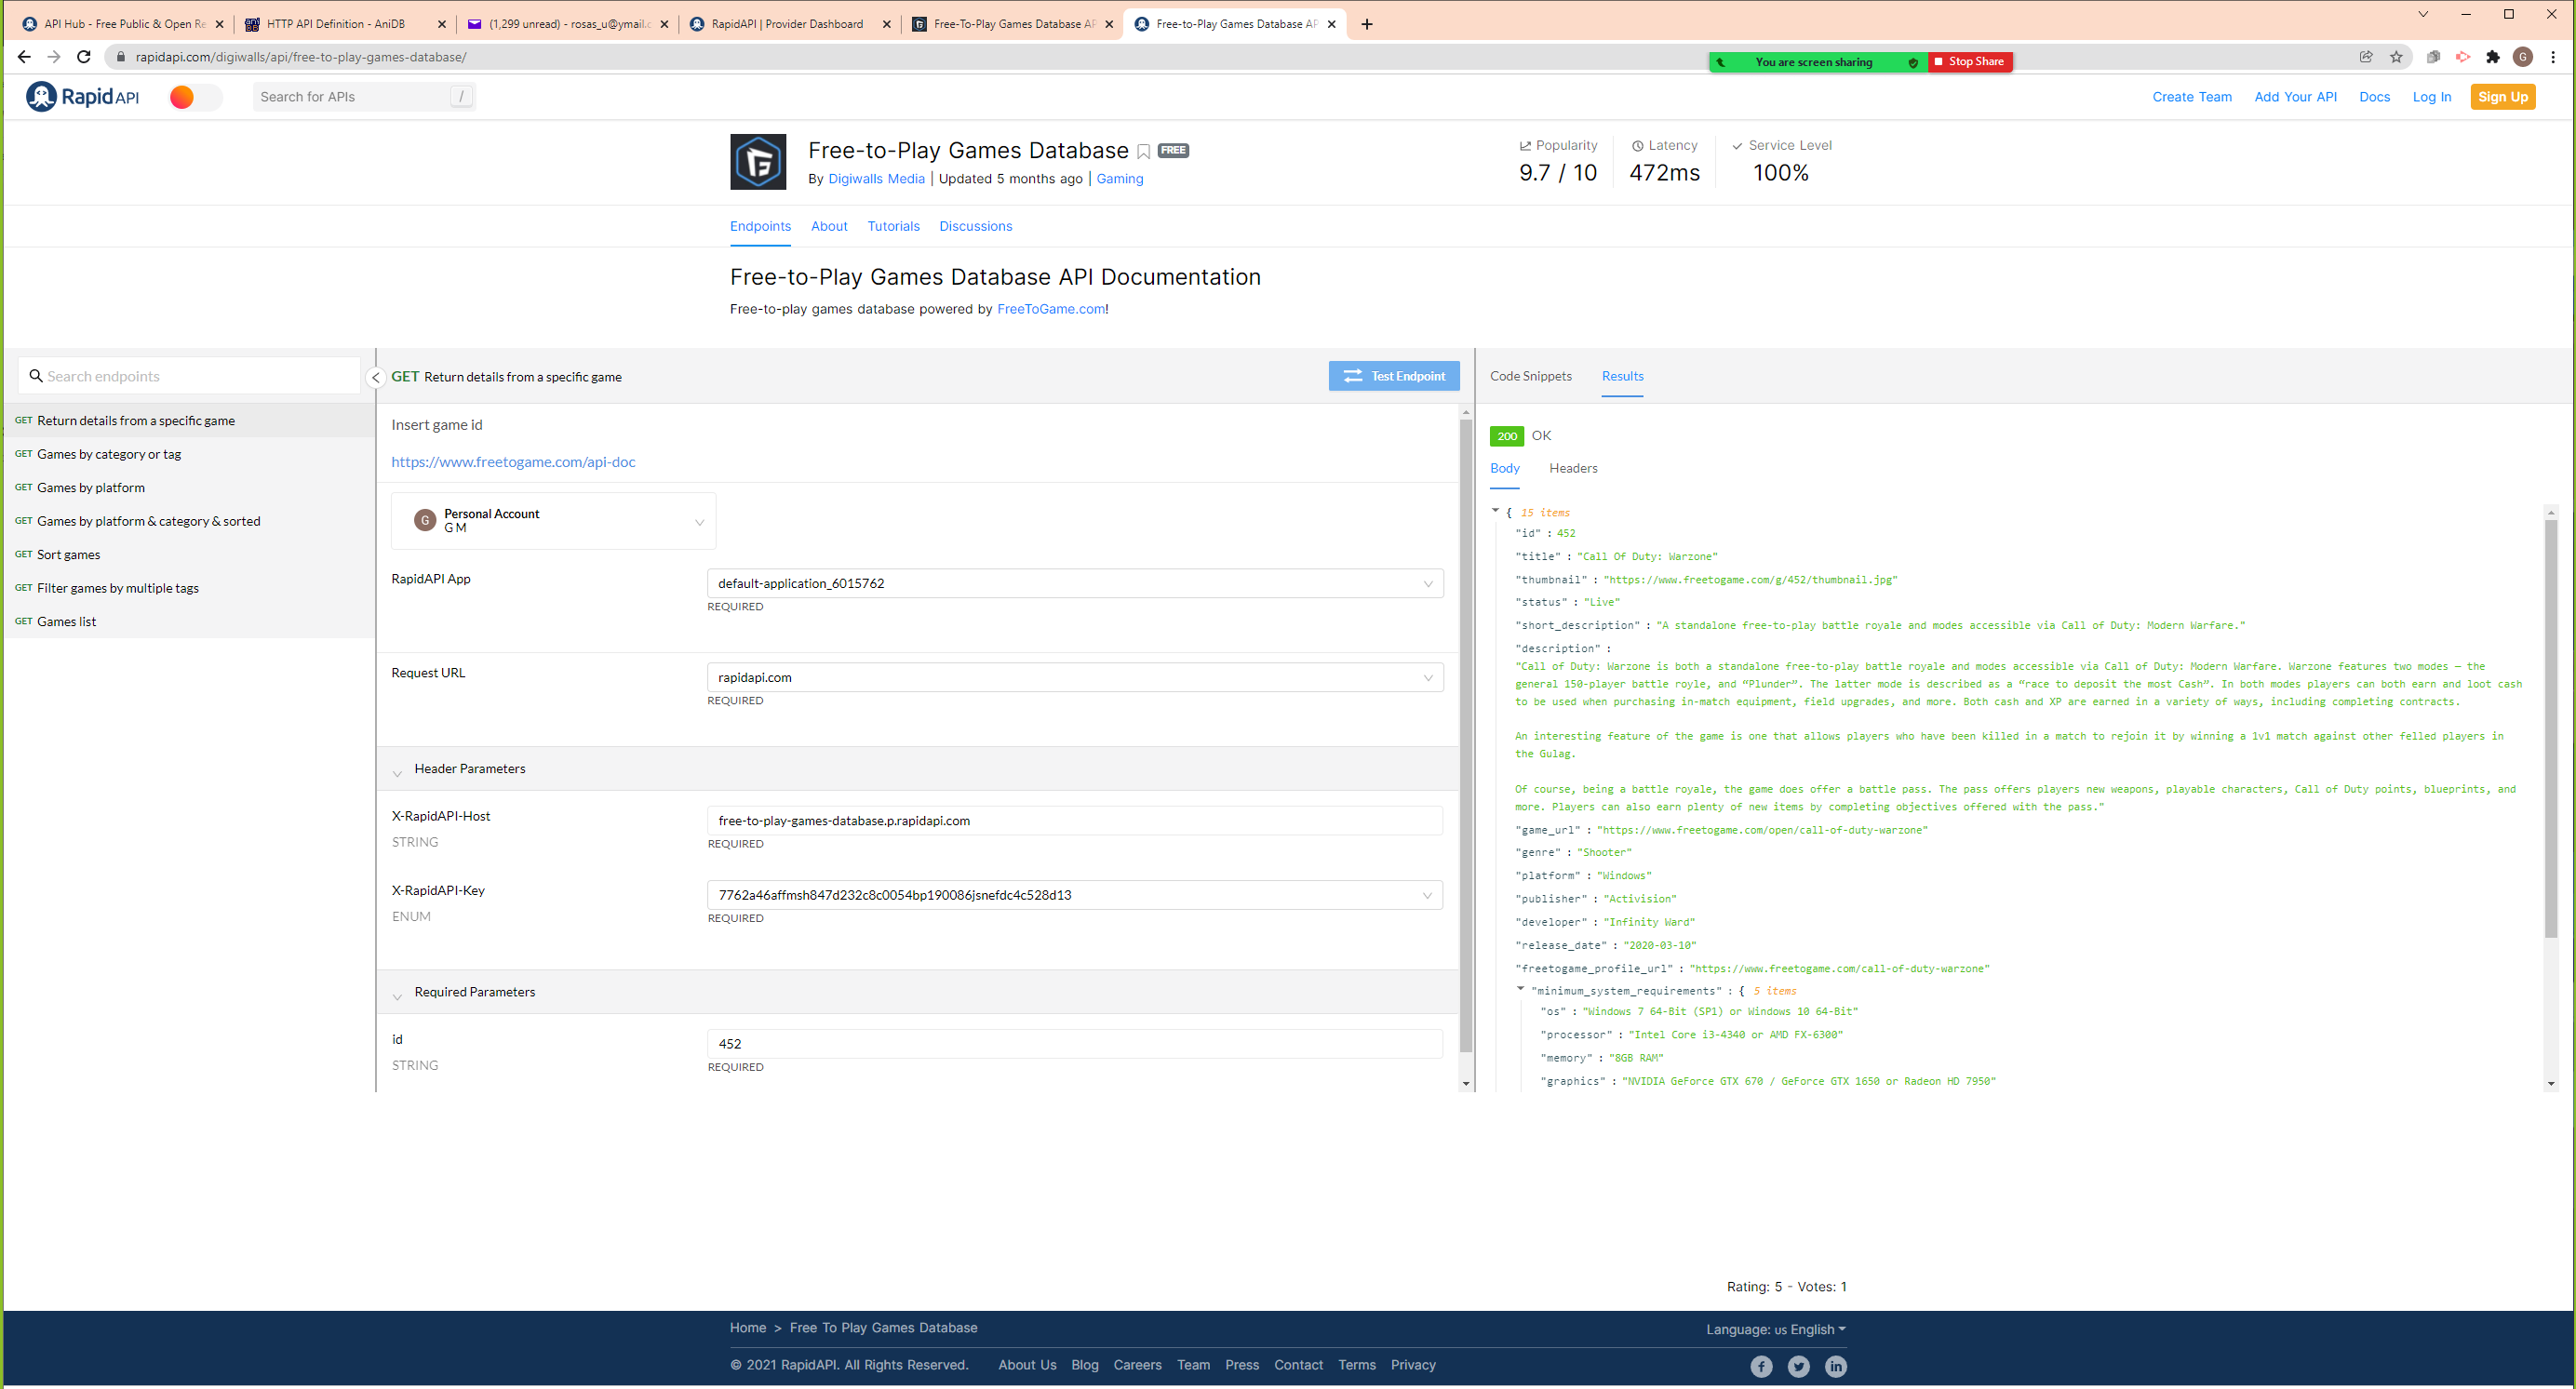 API Hub - Free Public & Open Re
HTTP API Definition - AniDB
(1,299 unread) - rosas_u@ymail.c
RapidAPI | Provider Dashboard
Free-To-Play Games Database AP
Free-to-Play Games Database AP
rapidapi.com/digiwalls/api/free-to-play-games-database/
You are screen sharing
Stop Share
G
Rapid API
Search for APIs
/
Create Team
Add Your API
Docs
Log In
Sign Up
Free-to-Play Games Database
FREE
By Digiwalls Media | Updated 5 months ago | Gaming
Popularity
9.7 / 10
Latency
472ms
Service Level
100%
Endpoints
About
Tutorials
Discussions
Free-to-Play Games Database API Documentation
Free-to-play games database powered by FreeToGame.com!
Search endpoints
GET Return details from a specific game
GET Games by category or tag
GET Games by platform
GET Games by platform & category & sorted
GET Sort games
GET Filter games by multiple tags
GET Games list
GET Return details from a specific game
Test Endpoint
Insert game id
https://www.freetogame.com/api-doc
G
Personal Account
G M
RapidAPI App
default-application_6015762
REQUIRED
Request URL
rapidapi.com
REQUIRED
Header Parameters
X-RapidAPI-Host
STRING
free-to-play-games-database.p.rapidapi.com
REQUIRED
X-RapidAPI-Key
ENUM
7762a46affmsh847d232c8c0054bp190086jsnefdc4c528d13
REQUIRED
Required Parameters
id
STRING
452
REQUIRED
Code Snippets
Results
200 OK
Body
Headers
{ 15 items
"id" : 452
"title" : "Call Of Duty: Warzone"
"thumbnail" : "https://www.freetogame.com/g/452/thumbnail.jpg"
"status" : "Live"
"short_description" : "A standalone free-to-play battle royale and modes accessible via Call of Duty: Modern Warfare."
"description" :
"Call of Duty: Warzone is both a standalone free-to-play battle royale and modes accessible via Call of Duty: Modern Warfare. Warzone features two modes — the
general 150-player battle royle, and “Plunder”. The latter mode is described as a “race to deposit the most Cash”. In both modes players can both earn and loot cash
to be used when purchasing in-match equipment, field upgrades, and more. Both cash and XP are earned in a variety of ways, including completing contracts.
An interesting feature of the game is one that allows players who have been killed in a match to rejoin it by winning a 1v1 match against other felled players in
the Gulag.
Of course, being a battle royale, the game does offer a battle pass. The pass offers players new weapons, playable characters, Call of Duty points, blueprints, and
more. Players can also earn plenty of new items by completing objectives offered with the pass."
"game_url" : "https://www.freetogame.com/open/call-of-duty-warzone"
"genre" : "Shooter"
"platform" : "Windows"
"publisher" : "Activision"
"developer" : "Infinity Ward"
"release_date" : "2020-03-10"
"freetogame_profile_url" : "https://www.freetogame.com/call-of-duty-warzone"
"minimum_system_requirements" : { 5 items
"os" : "Windows 7 64-Bit (SP1) or Windows 10 64-Bit"
"processor" : "Intel Core i3-4340 or AMD FX-6300"
"memory" : "8GB RAM"
"graphics" : "NVIDIA GeForce GTX 670 / GeForce GTX 1650 or Radeon HD 7950"
Rating: 5 - Votes: 1
Home > Free To Play Games Database
Language: us English
© 2021 RapidAPI. All Rights Reserved.
About Us
Blog
Careers
Team
Press
Contact
Terms
Privacy